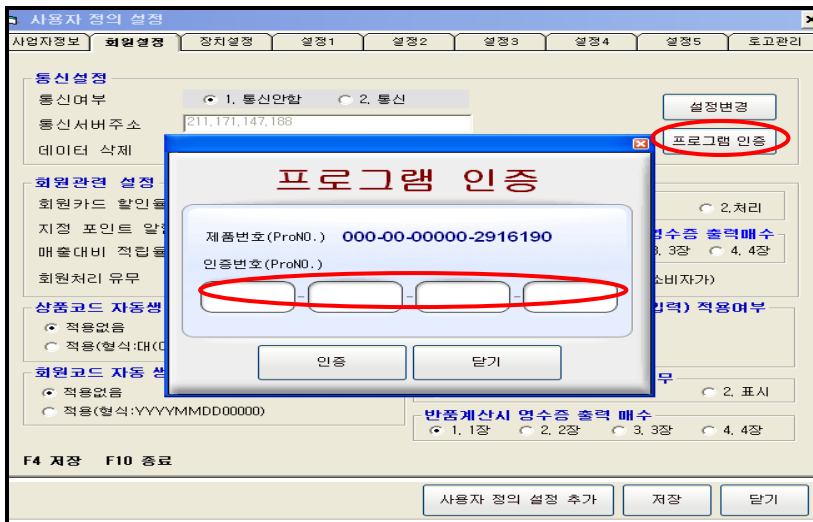 사용자 정의 설정
사업자정보 회원설정 장치설정 설정1 설정2 설정3 설정4 설정5 로고관리
통신설정
통신여부 1. 통신안함 2. 통신
설정변경
통신서버주소 211,171,147,188
데이터 삭제
프로그램 인증
회원관련 설정
회원카드 할인율
2.처리
지정 포인트 알
영수증 출력매수
매출대비 적립율
3, 3장 4, 4장
회원처리 유무
소비자가)
프로그램 인증
제품번호(ProNO.) 000-00-00000-2916190
인증번호(ProNO.)
- - -
인증 닫기
상품코드 자동생
입력) 적용여부
적용없음
적용(형식:대(
회원코드 자동 생
무
적용없음
2. 표시
적용(형식:YYYYMMDD00000)
반품계산시 영수증 출력 매수
1, 1장 2, 2장 3, 3장 4, 4장
F4 저장 F10 종료
사용자 정의 설정 추가 저장 닫기